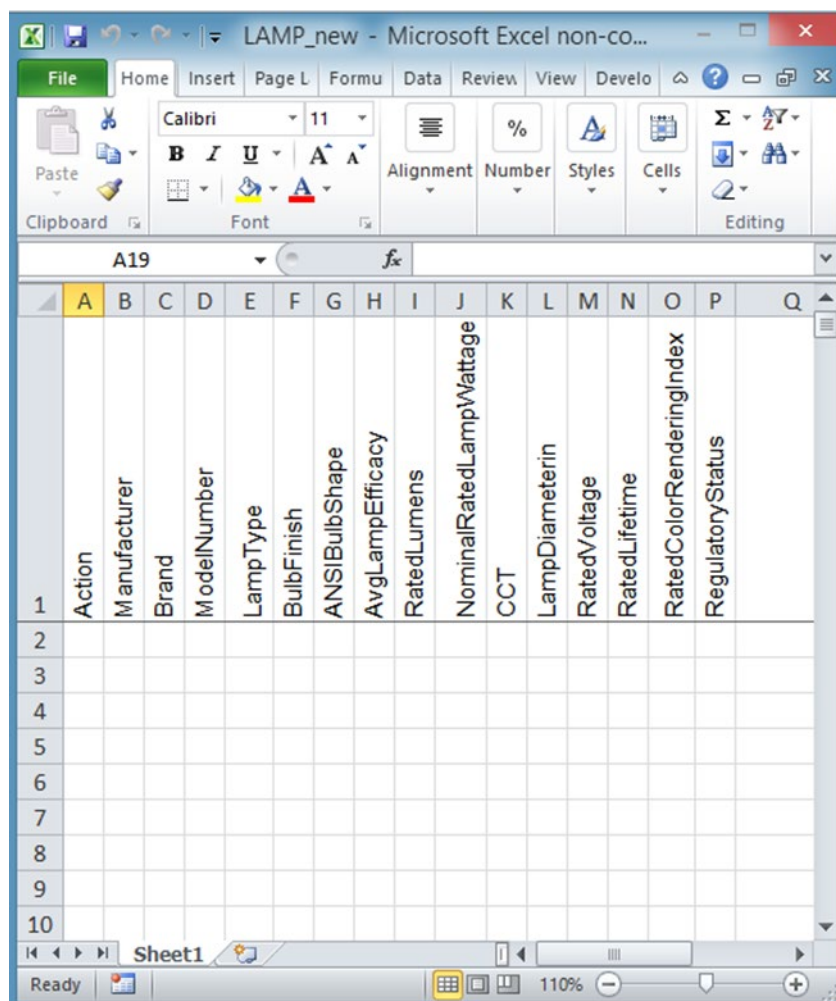 LAMP_new - Microsoft Excel non-co...
File Home Insert Page L Formu Data Review View Develo
Calibri 11
B I U A A
Paste Alignment Number Styles Cells
A
Clipboard Font Editing
A19 fx
A B C D E F G H I J K L M N O P Q
1 Action Manufacturer Brand ModelNumber LampType BulbFinish ANSIBulbShape AvgLampEfficacy RatedLumens NominalRatedLampWattage CCT LampDiameterin RatedVoltage RatedLifetime RatedColorRenderingIndex RegulatoryStatus
2
3
4
5
6
7
8
9
10
Sheet1
Ready 110%